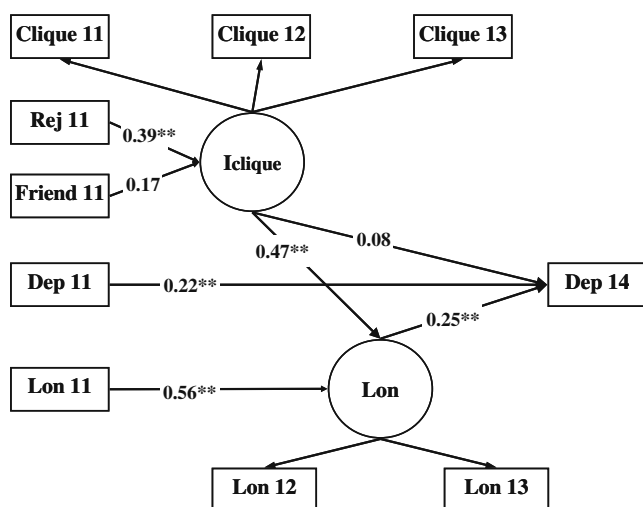 Clique 11
Clique 12
Clique 13
Rej 11
0.39**
Iclique
Friend 11
0.17
0.47**
0.08
Dep 11
0.22**
Dep 14
0.25**
Lon 11
0.56**
Lon
Lon 12
Lon 13